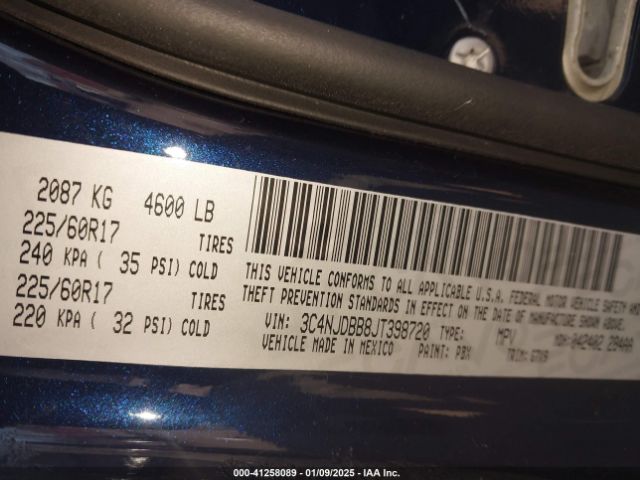 2087 KG 4600 LB
225/60R17 TIRES
240 KPA ( 35 PSI) COLD
225/60R17 TIRES
220 KPA ( 32 PSI) COLD
THIS VEHICLE CONFORMS TO ALL APPLICABLE U.S.A. FEDERAL MOTOR VEHICLE SAFETY AND
THEFT PREVENTION STANDARDS IN EFFECT ON THE DATE OF MANUFACTURE SHOWN ABOVE.
VIN: 3C4NJDBB8JT398720 TYPE: MPV
VEHICLE MADE IN MEXICO PAINT: PBX TRIM:
000-41258089 - 01/09/2025 - IAA Inc.